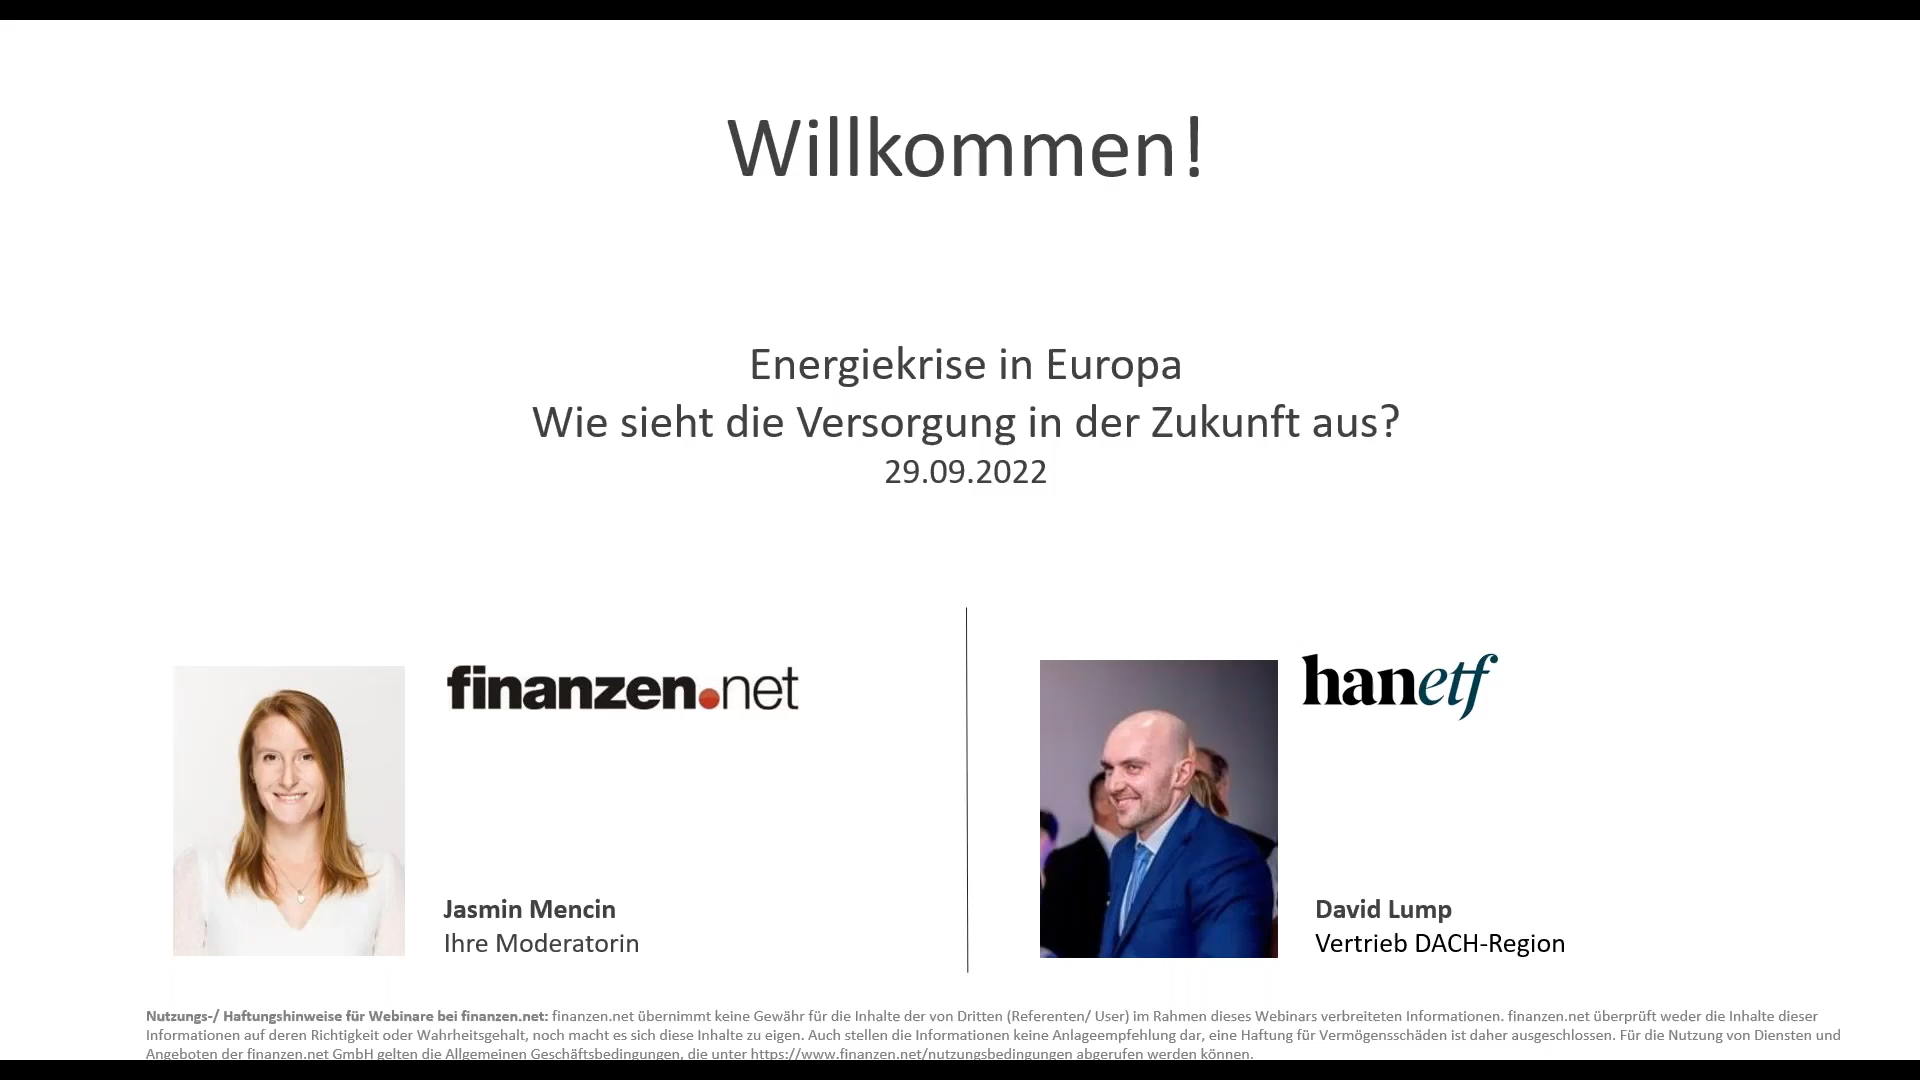 Willkommen!
Energiekrise in Europa
Wie sieht die Versorgung in der Zukunft aus?
29.09.2022
finanzen.net
Jasmin Mencin
Ihre Moderatorin
hanetf
David Lump
Vertrieb DACH-Region
Nutzungs-/ Haftungshinweise für Webinare bei finanzen.net: finanzen.net übernimmt keine Gewähr für die Inhalte der von Dritten (Referenten/ User) im Rahmen dieses Webinars verbreiteten Informationen. finanzen.net überprüft weder die Inhalte dieser
Informationen auf deren Richtigkeit oder Wahrheitsgehalt, noch macht es sich diese Inhalte zu eigen. Auch stellen die Informationen keine Anlageempfehlung dar, eine Haftung für Vermögensschäden ist daher ausgeschlossen. Für die Nutzung von Diensten und
Angeboten der finanzen.net GmbH gelten die Allgemeinen Geschäftsbedingungen, die unter https://www.finanzen.net/nutzungsbedingungen abgerufen werden können.